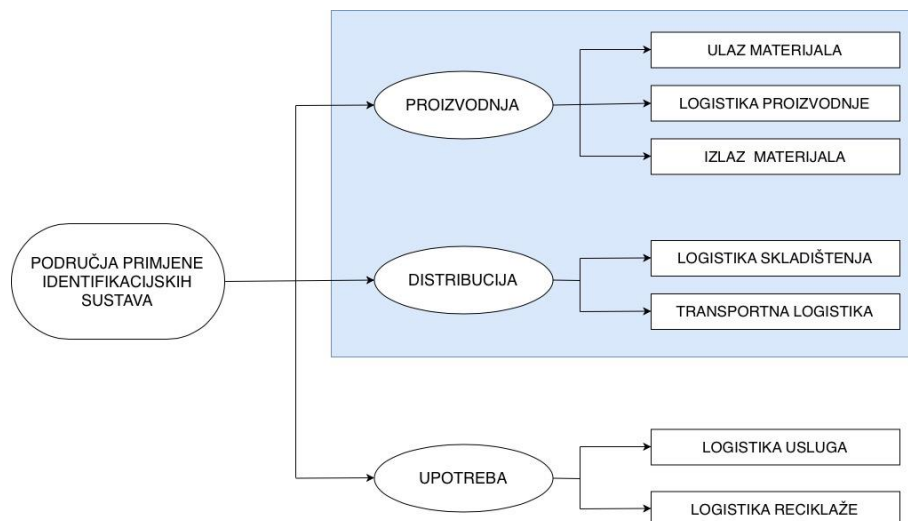 PODRUČJA PRIMJENE
IDENTIFIKACIJSKIH
SUSTAVA
PROIZVODNJA
ULAZ MATERIJALA
LOGISTIKA PROIZVODNJE
IZLAZ MATERIJALA
DISTRIBUCIJA
LOGISTIKA SKLADIŠTENJA
TRANSPORTNA LOGISTIKA
UPOTREBA
LOGISTIKA USLUGA
LOGISTIKA RECIKLAŽE